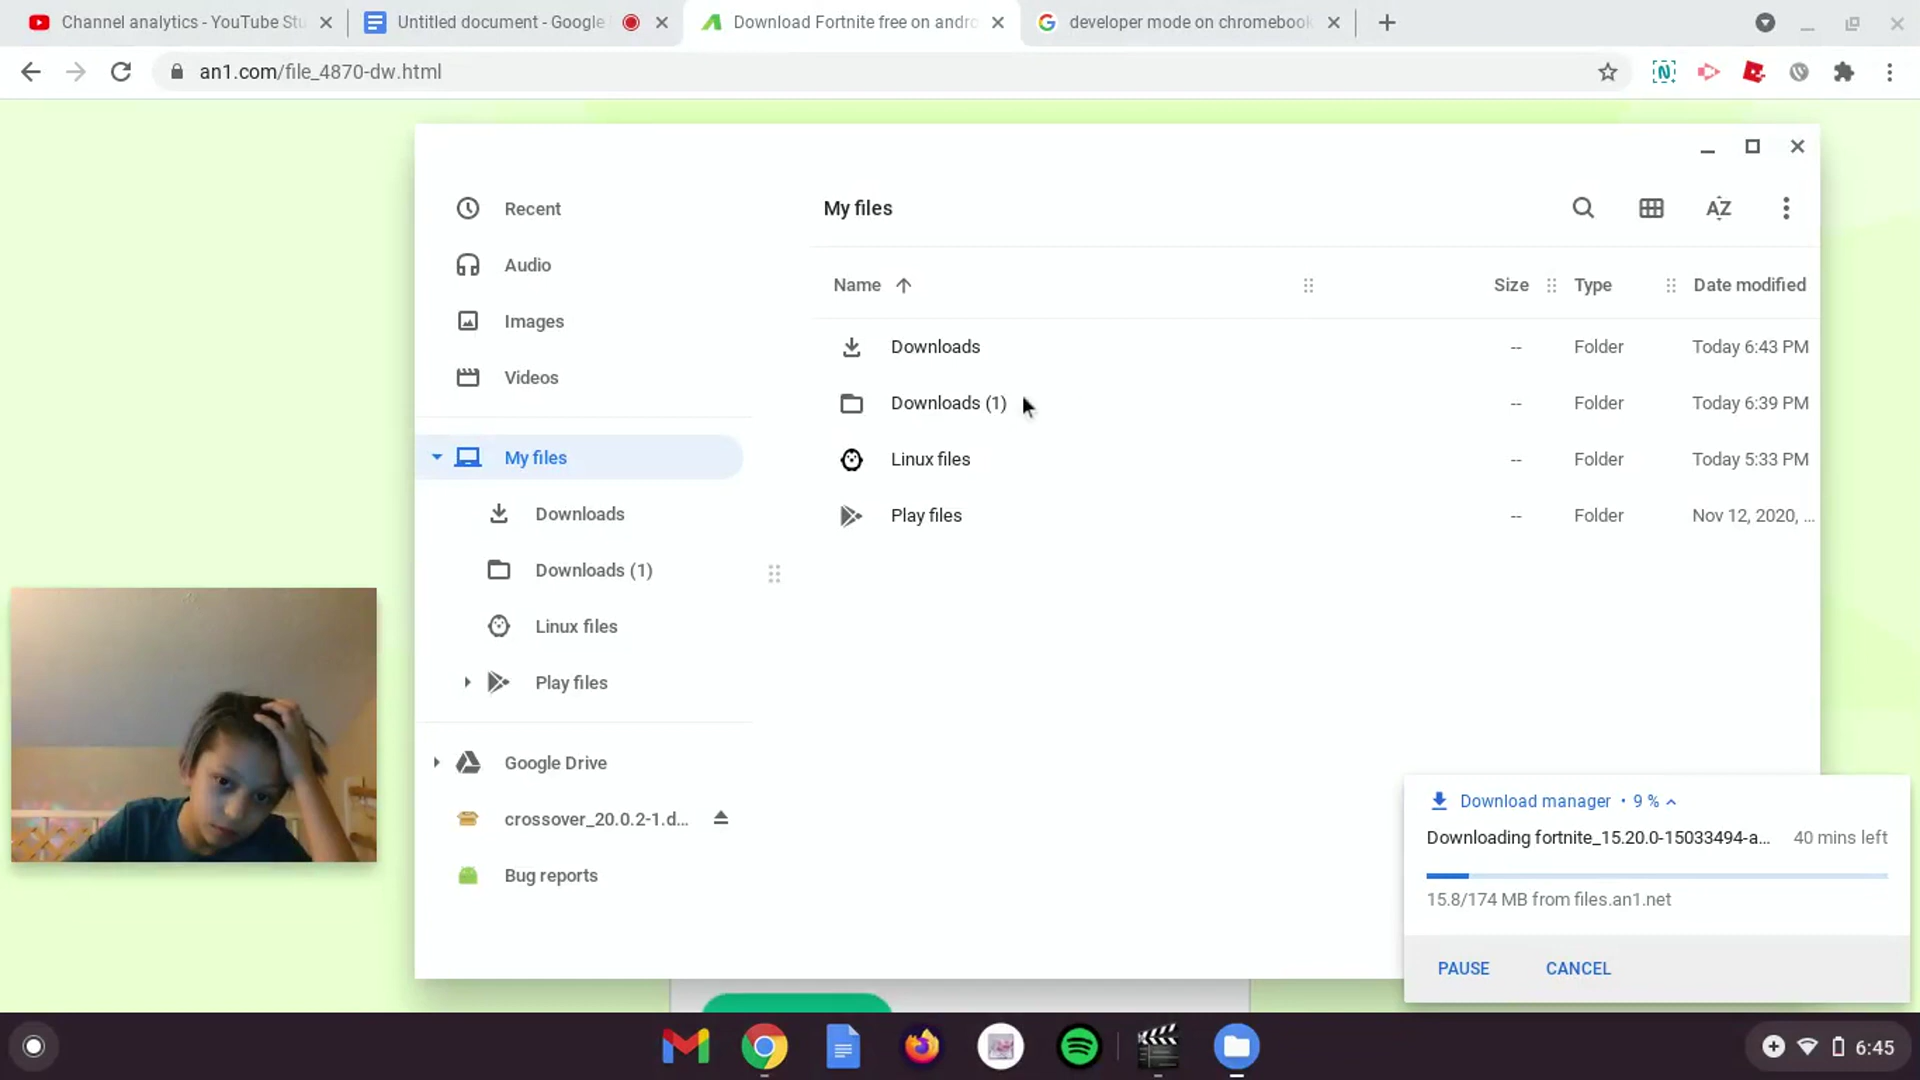 Channel analytics - YouTube Stu
Untitled document - Google
Download Fortnite free on andro
developer mode on chromebook
an1.com/file_4870-dw.html
Recent
Audio
Images
Videos
My files
Downloads
Downloads (1)
Linux files
Play files
Google Drive
crossover_20.0.2-1.d...
Bug reports
My files
AZ
Name
Size
Type
Date modified
Downloads -- Folder Today 6:43 PM
Downloads (1) -- Folder Today 6:39 PM
Linux files -- Folder Today 5:33 PM
Play files -- Folder Nov 12, 2020, ...
Download manager • 9 %
Downloading fortnite_15.20.0-15033494-a... 40 mins left
15.8/174 MB from files.an1.net
PAUSE CANCEL
6:45